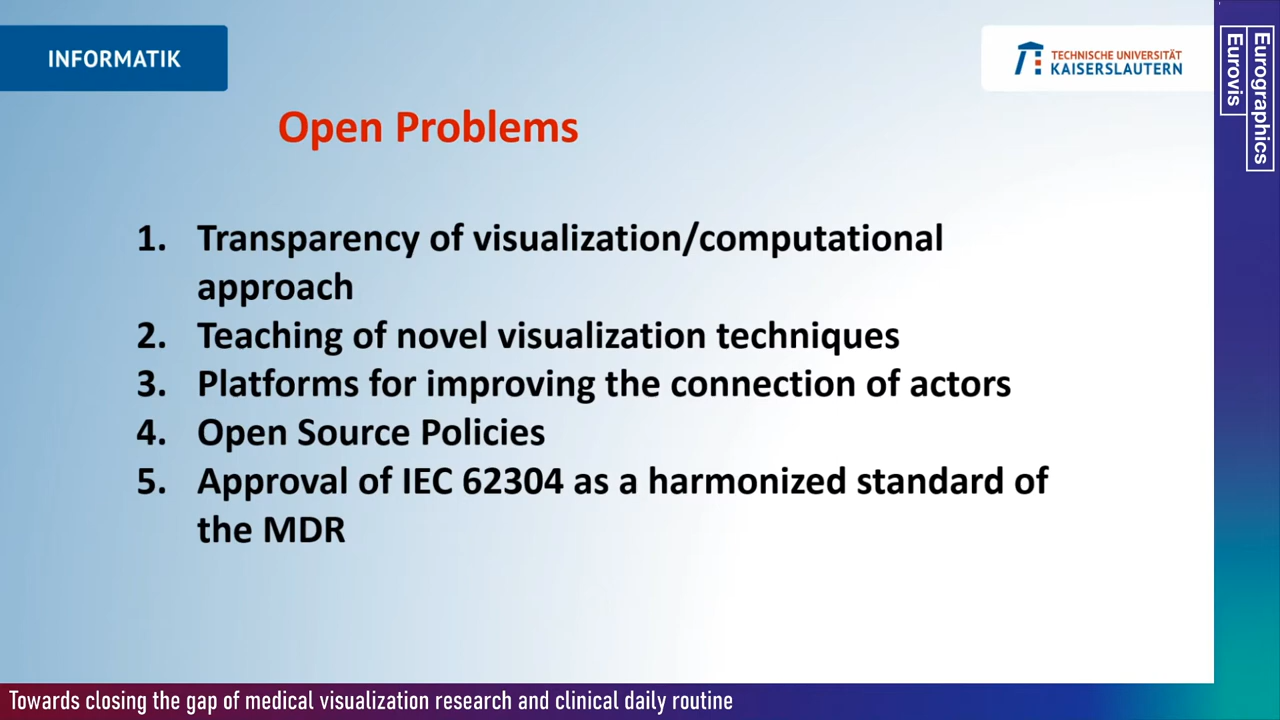 INFORMATIK
TECHNISCHE UNIVERSITÄT
KAISERSLAUTERN
Eurographics
Eurovis
Open Problems
1. Transparency of visualization/computational
approach
2. Teaching of novel visualization techniques
3. Platforms for improving the connection of actors
4. Open Source Policies
5. Approval of IEC 62304 as a harmonized standard of
the MDR
Towards closing the gap of medical visualization research and clinical daily routine